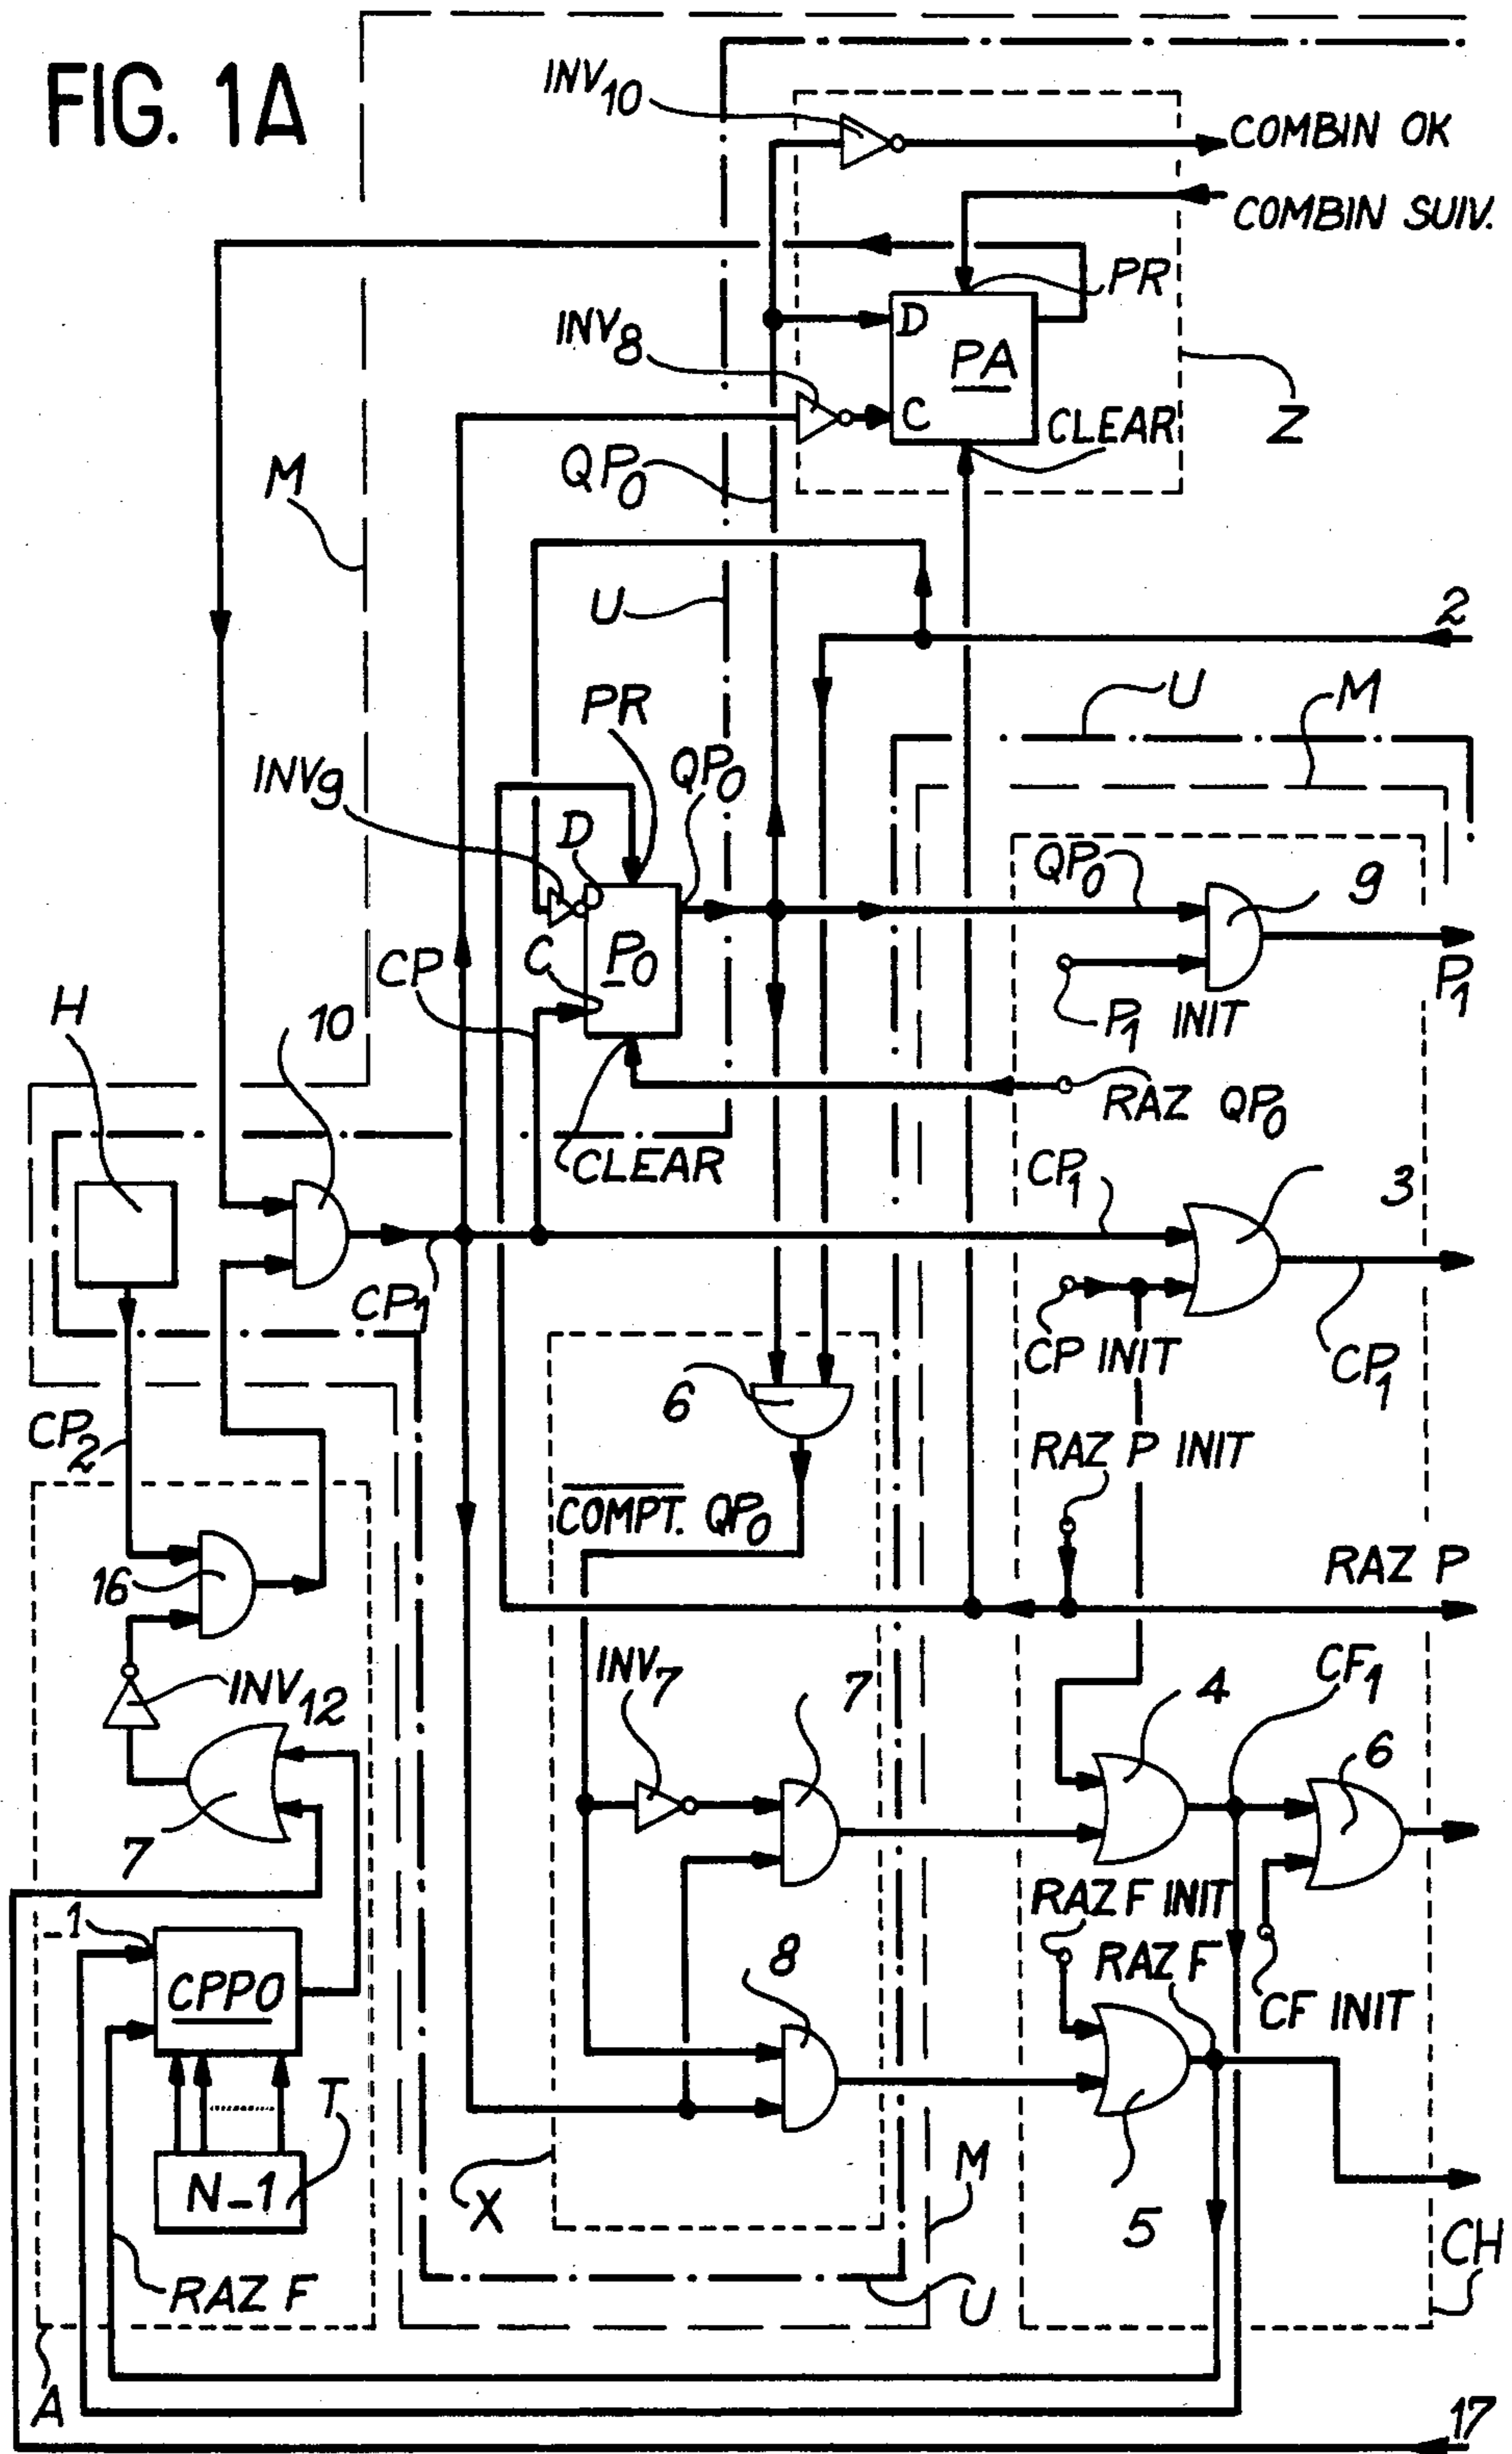 FIG. 1A
INV10
COMBIN OK
COMBIN SUIV.
PR
D
INV8
PA
C
CLEAR
Z
M
QP0
U
2
PR
U
M
INV9
D
QP0
QP0
9
CP
C
P0
P1
P1 INIT
H
10
RAZ QP0
CLEAR
CP1
3
CP1
CP INIT
CP1
6
CP2
RAZ P INIT
COMPT. QP0
16
RAZ P
INV7
7
4
CF1
INV12
6
7
RAZ F INIT
-1
8
RAZ F
CPPO
CF INIT
T
N-1
M
X
5
CH
RAZ F
U
A
17